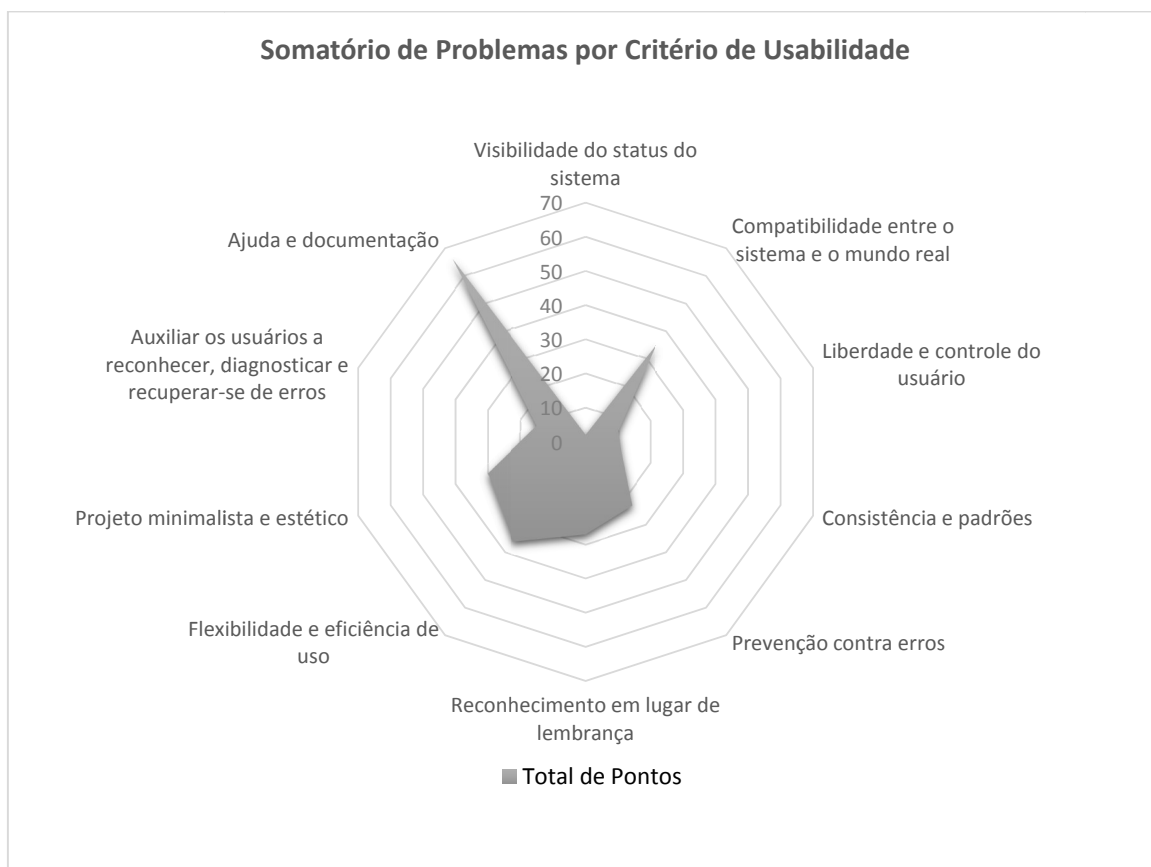 Somatório de Problemas por Critério de Usabilidade
Visibilidade do status do
sistema
Compatibilidade entre o
sistema e o mundo real
Liberdade e controle do
usuário
Consistência e padrões
Prevenção contra erros
Reconhecimento em lugar de
lembrança
Flexibilidade e eficiência de
uso
Projeto minimalista e estético
Auxiliar os usuários a
reconhecer, diagnosticar e
recuperar-se de erros
Ajuda e documentação
70
60
50
40
30
20
10
0
Total de Pontos